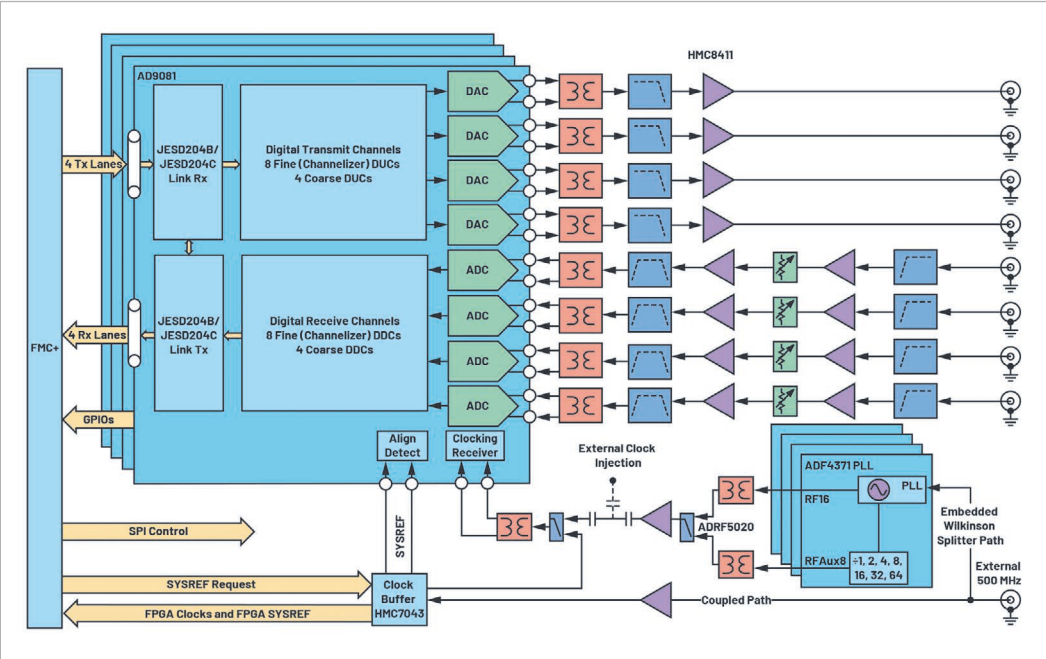 HMC8411
AD9081
JESD204B/
JESD204C
Link Rx
Digital Transmit Channels
8 Fine (Channelizer) DUCs
4 Coarse DUCs
DAC
DAC
DAC
DAC
4 Tx Lanes
JESD204B/
JESD204C
Link Tx
Digital Receive Channels
8 Fine (Channelizer) DDCs
4 Coarse DDCs
ADC
ADC
ADC
ADC
4 Rx Lanes
FMC+
GPIOs
Align
Detect
Clocking
Receiver
External Clock
Injection
ADF4371 PLL
PLL
RF16
ADRF5020
RFAux8
÷1, 2, 4, 8,
16, 32, 64
Embedded
Wilkinson
Splitter Path
External
500 MHz
SPI Control
SYSREF
SYSREF Request
Clock
Buffer
HMC7043
FPGA Clocks and FPGA SYSREF
Coupled Path